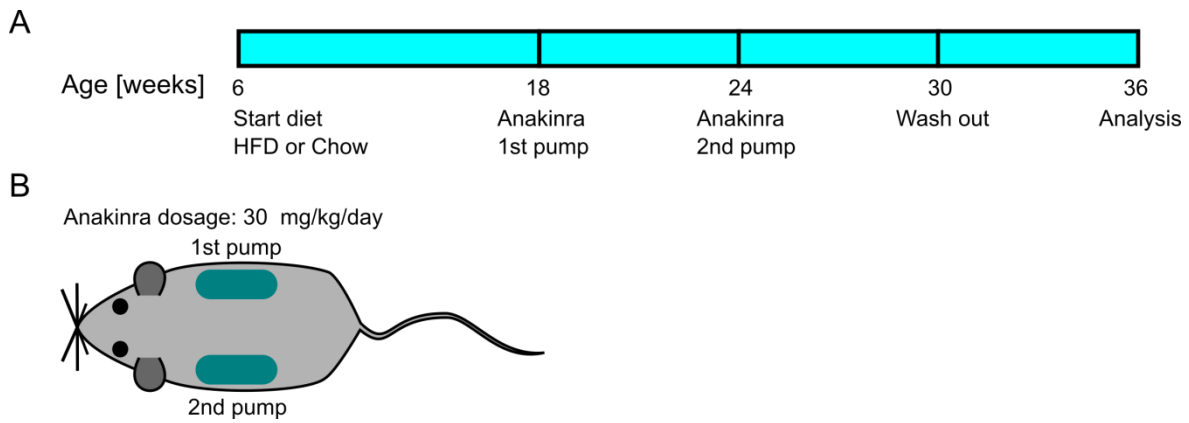 A
Age [weeks]
6 18 24 30 36
Start diet Anakinra Anakinra Wash out Analysis
HFD or Chow 1st pump 2nd pump
B
Anakinra dosage: 30 mg/kg/day
1st pump
2nd pump